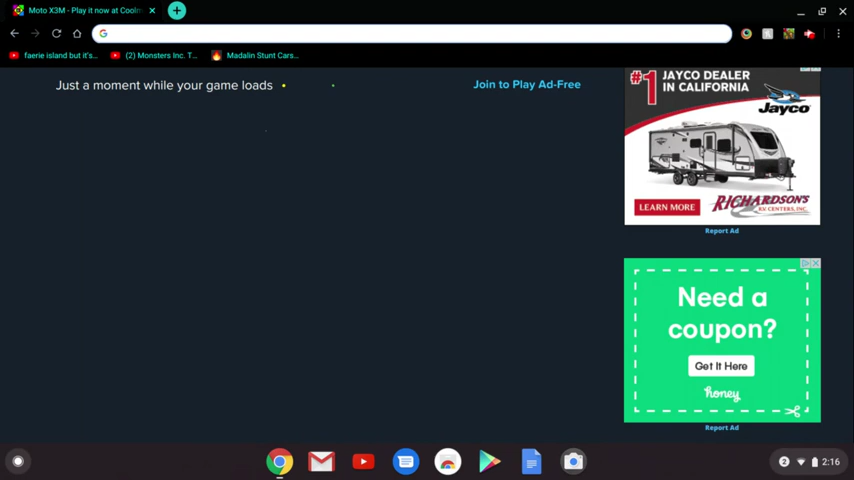 Moto X3M - Play it now at Coolm
faerie island but it's...
(2) Monsters Inc. T...
Madalin Stunt Cars...
Just a moment while your game loads
Join to Play Ad-Free
#1 JAYCO DEALER
IN CALIFORNIA
Jayco
LEARN MORE
RICHARDSON'S
RV CENTERS, INC.
Report Ad
Need a
coupon?
Get It Here
honey
Report Ad
2
2:16